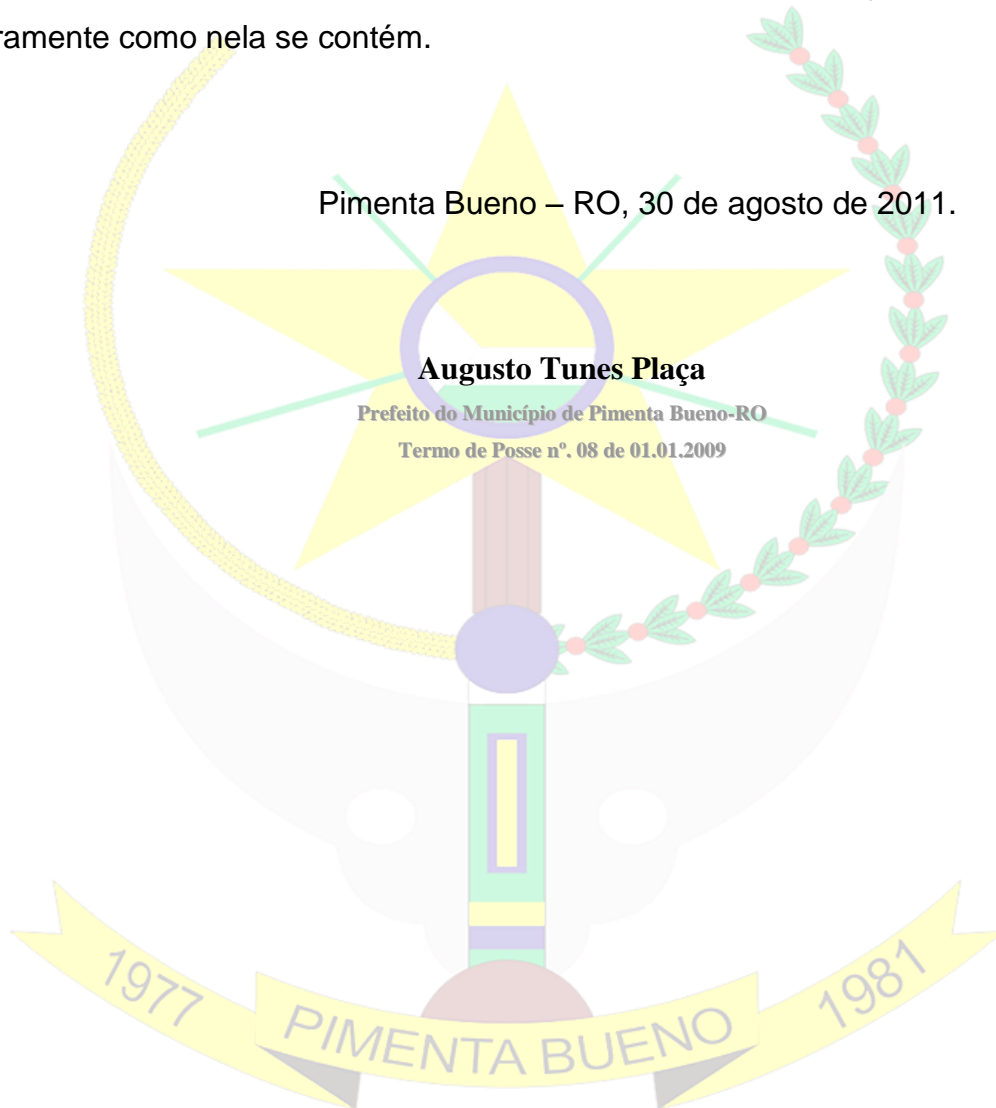 ramente como nela se contém.
Pimenta Bueno – RO, 30 de agosto de 2011.
Augusto Tunes Plaça
Prefeito do Município de Pimenta Bueno-RO
Termo de Posse nº. 08 de 01.01.2009
1977 PIMENTA BUENO 1981